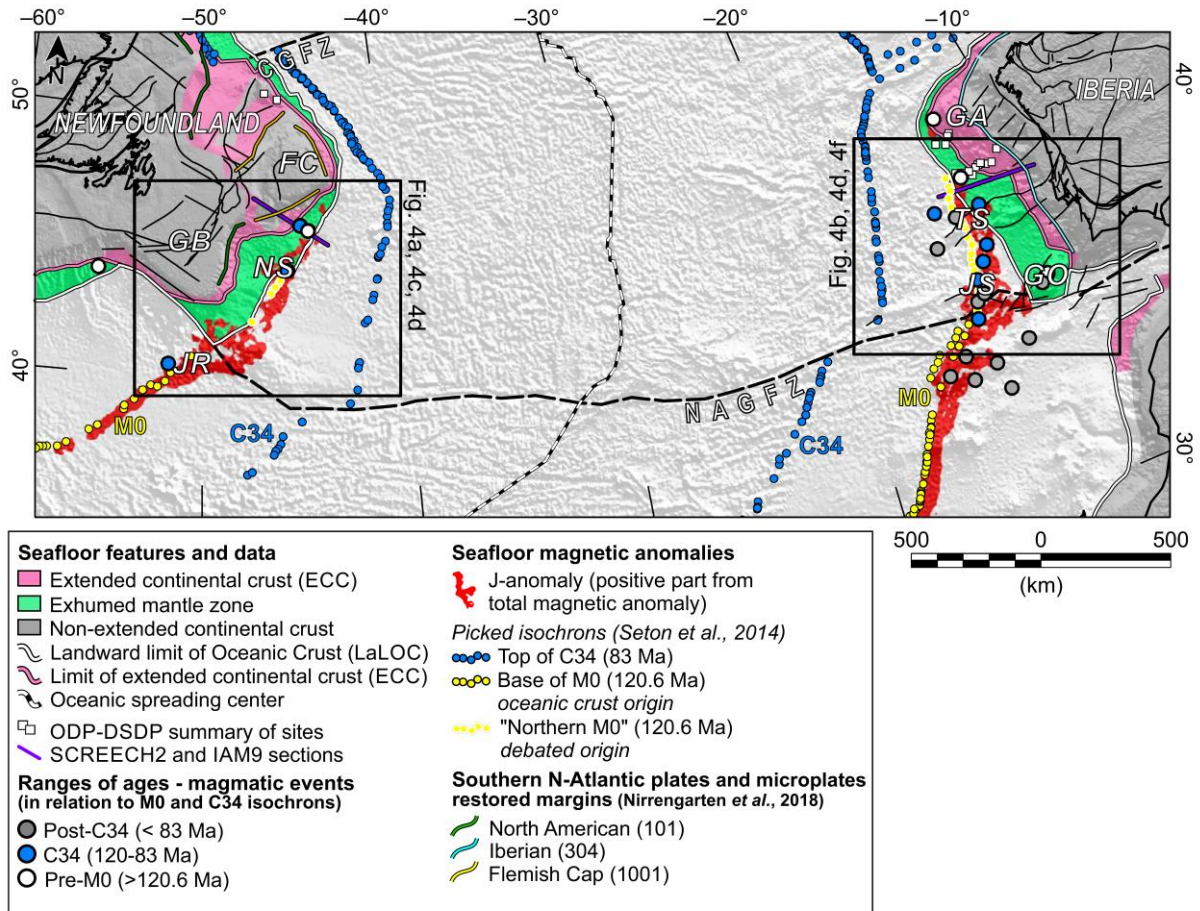 –60°
–50°
–40°
–20°
–10°
N
50°
40°
40°
30°
CGFZ
NEWFOUNDLAND
FC
GB
NS
JR
M0
C34
Fig. 4a, 4c, 4d
NAGFZ
C34
Fig. 4b, 4d, 4f
GA
IBERIA
TS
JS
GO
M0
500 0 500
(km)
Seafloor features and data
Extended continental crust (ECC)
Exhumed mantle zone
Non-extended continental crust
Landward limit of Oceanic Crust (LaLOC)
Limit of extended continental crust (ECC)
Oceanic spreading center
ODP-DSDP summary of sites
SCREECH2 and IAM9 sections
Ranges of ages - magmatic events
(in relation to M0 and C34 isochrons)
Post-C34 (< 83 Ma)
C34 (120-83 Ma)
Pre-M0 (>120.6 Ma)
Seafloor magnetic anomalies
J-anomaly (positive part from
total magnetic anomaly)
Picked isochrons (Seton et al., 2014)
Top of C34 (83 Ma)
Base of M0 (120.6 Ma)
oceanic crust origin
"Northern M0" (120.6 Ma)
debated origin
Southern N-Atlantic plates and microplates
restored margins (Nirrengarten et al., 2018)
North American (101)
Iberian (304)
Flemish Cap (1001)